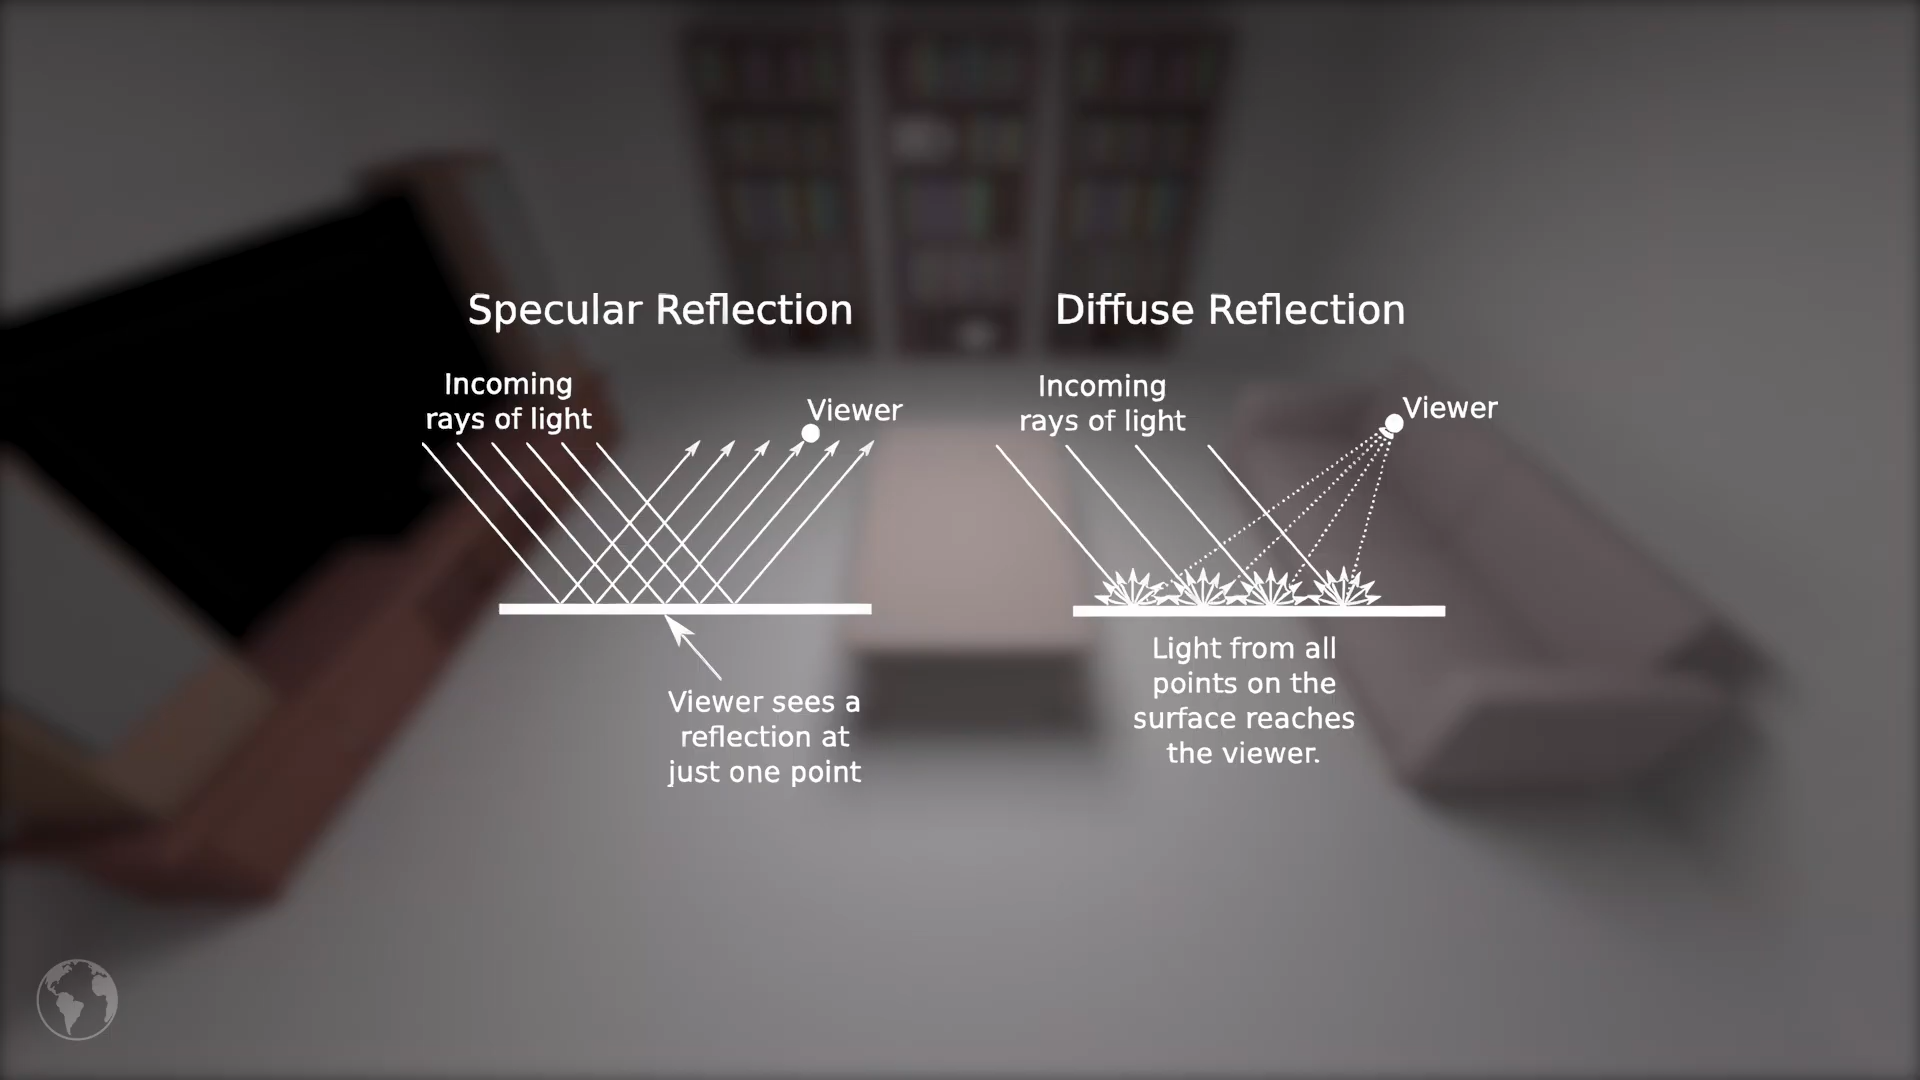 Specular Reflection
Incoming
rays of light
Viewer
Viewer sees a
reflection at
just one point
Diffuse Reflection
Incoming
rays of light
Viewer
Light from all
points on the
surface reaches
the viewer.